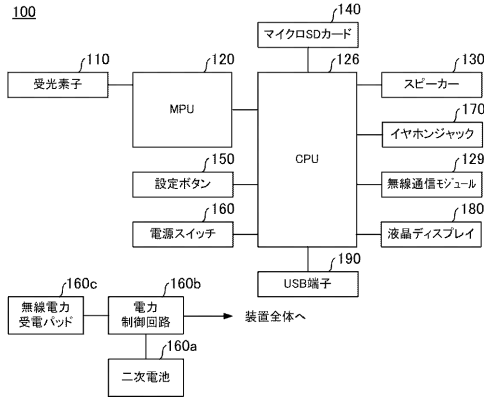 100
140
マイクロSDカード
110
受光素子
120
MPU
126
CPU
130
スピーカー
170
イヤホンジャック
150
設定ボタン
129
無線通信モジュール
160
電源スイッチ
180
液晶ディスプレイ
190
USB端子
160c
無線電力
受電パッド
160b
電力
制御回路
装置全体へ
160a
二次電池